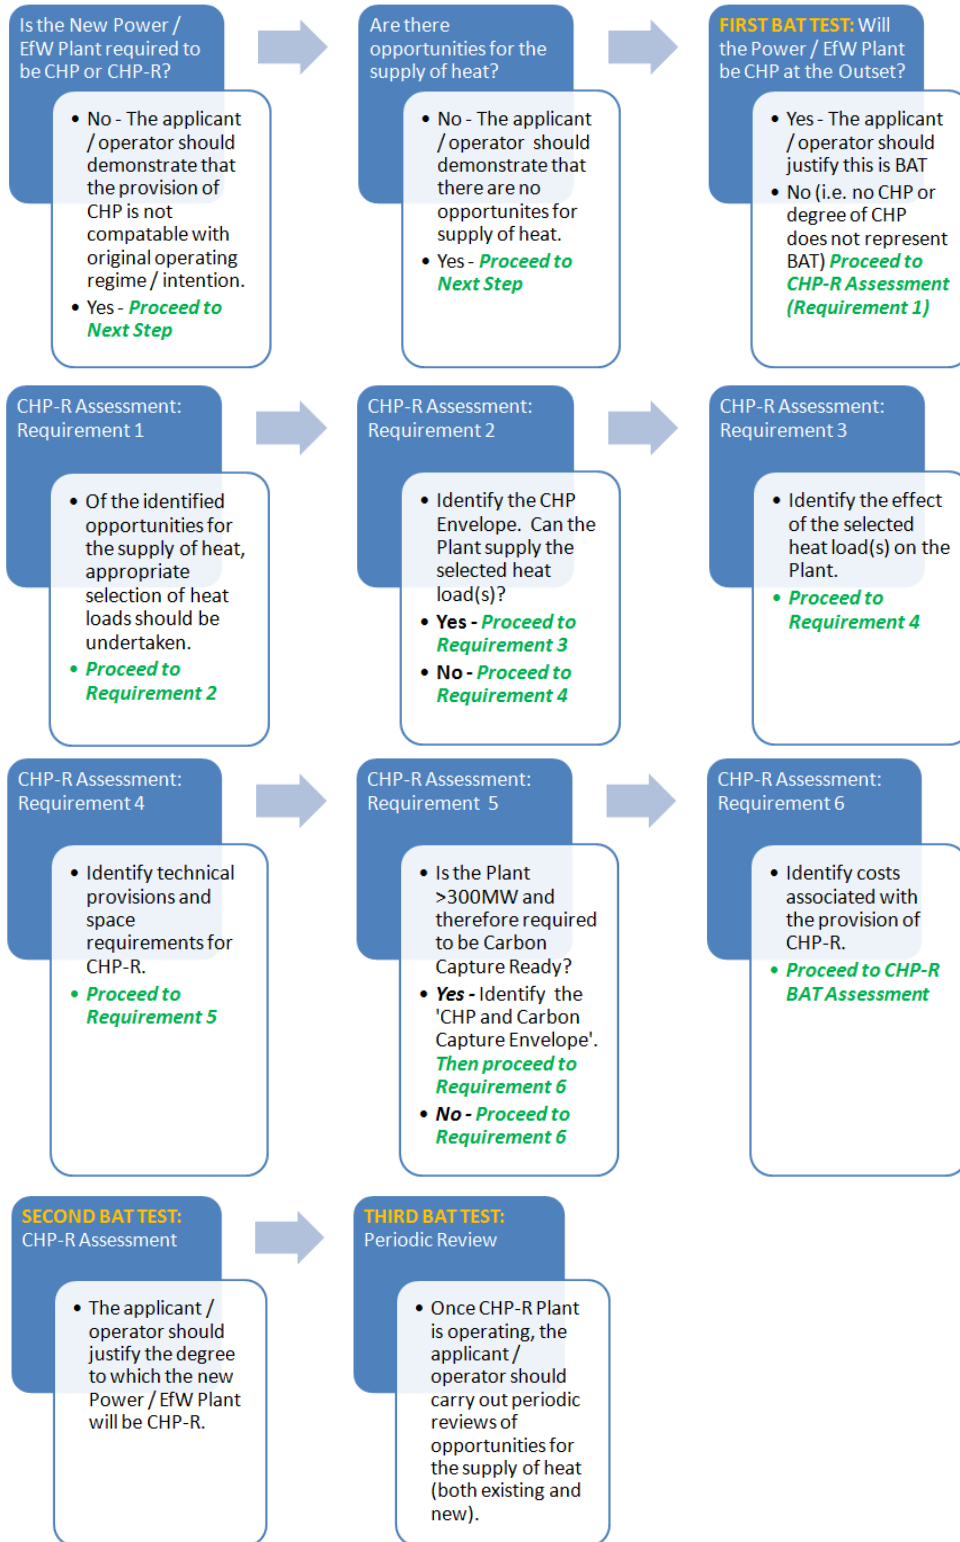 Is the New Power /
EfW Plant required to
be CHP or CHP-R?
• No - The applicant
/ operator should
demonstrate that
the provision of
CHP is not
compatable with
original operating
regime / intention.
• Yes - Proceed to
Next Step
Are there
opportunities for the
supply of heat?
• No - The applicant
/ operator should
demonstrate that
there are no
opportunites for
supply of heat.
• Yes - Proceed to
Next Step
FIRST BAT TEST: Will
the Power / EfW Plant
be CHP at the Outset?
• Yes - The applicant
/ operator should
justify this is BAT
• No (i.e. no CHP or
degree of CHP
does not represent
BAT) Proceed to
CHP-R Assessment
(Requirement 1)
CHP-R Assessment:
Requirement 1
• Of the identified
opportunities for
the supply of heat,
appropriate
selection of heat
loads should be
undertaken.
• Proceed to
Requirement 2
CHP-R Assessment:
Requirement 2
• Identify the CHP
Envelope. Can the
Plant supply the
selected heat
load(s)?
• Yes - Proceed to
Requirement 3
• No - Proceed to
Requirement 4
CHP-R Assessment:
Requirement 3
• Identify the effect
of the selected
heat load(s) on the
Plant.
• Proceed to
Requirement 4
CHP-R Assessment:
Requirement 4
• Identify technical
provisions and
space
requirements for
CHP-R.
• Proceed to
Requirement 5
CHP-R Assessment:
Requirement 5
• Is the Plant
>300MW and
therefore required
to be Carbon
Capture Ready?
• Yes - Identify the
'CHP and Carbon
Capture Envelope'.
Then proceed to
Requirement 6
• No - Proceed to
Requirement 6
CHP-R Assessment:
Requirement 6
• Identify costs
associated with
the provision of
CHP-R.
• Proceed to CHP-R
BAT Assessment
SECOND BAT TEST:
CHP-R Assessment
• The applicant /
operator should
justify the degree
to which the new
Power / EfW Plant
will be CHP-R.
THIRD BAT TEST:
Periodic Review
• Once CHP-R Plant
is operating, the
applicant /
operator should
carry out periodic
reviews of
opportunities for
the supply of heat
(both existing and
new).